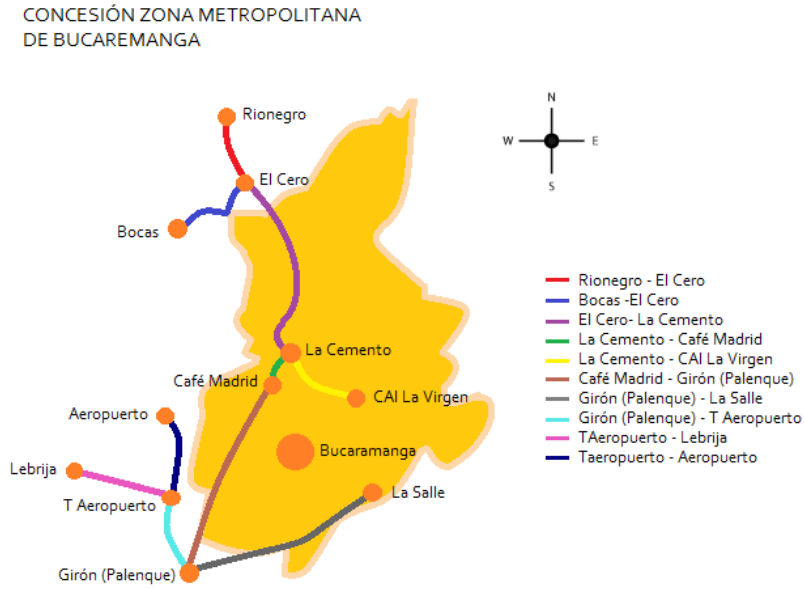 CONCESIÓN ZONA METROPOLITANA
DE BUCAREMANGA
N
W
E
S
Rionegro
El Cero
Bocas
La Cemento
Café Madrid
CAI La Virgen
Aeropuerto
Bucaramanga
Lebrija
La Salle
T Aeropuerto
Girón (Palenque)
Rionegro - El Cero
Bocas -El Cero
El Cero- La Cemento
La Cemento - Café Madrid
La Cemento - CAI La Virgen
Café Madrid - Girón (Palenque)
Girón (Palenque) - La Salle
Girón (Palenque) - T Aeropuerto
TAeropuerto - Lebrija
Taeropuerto - Aeropuerto